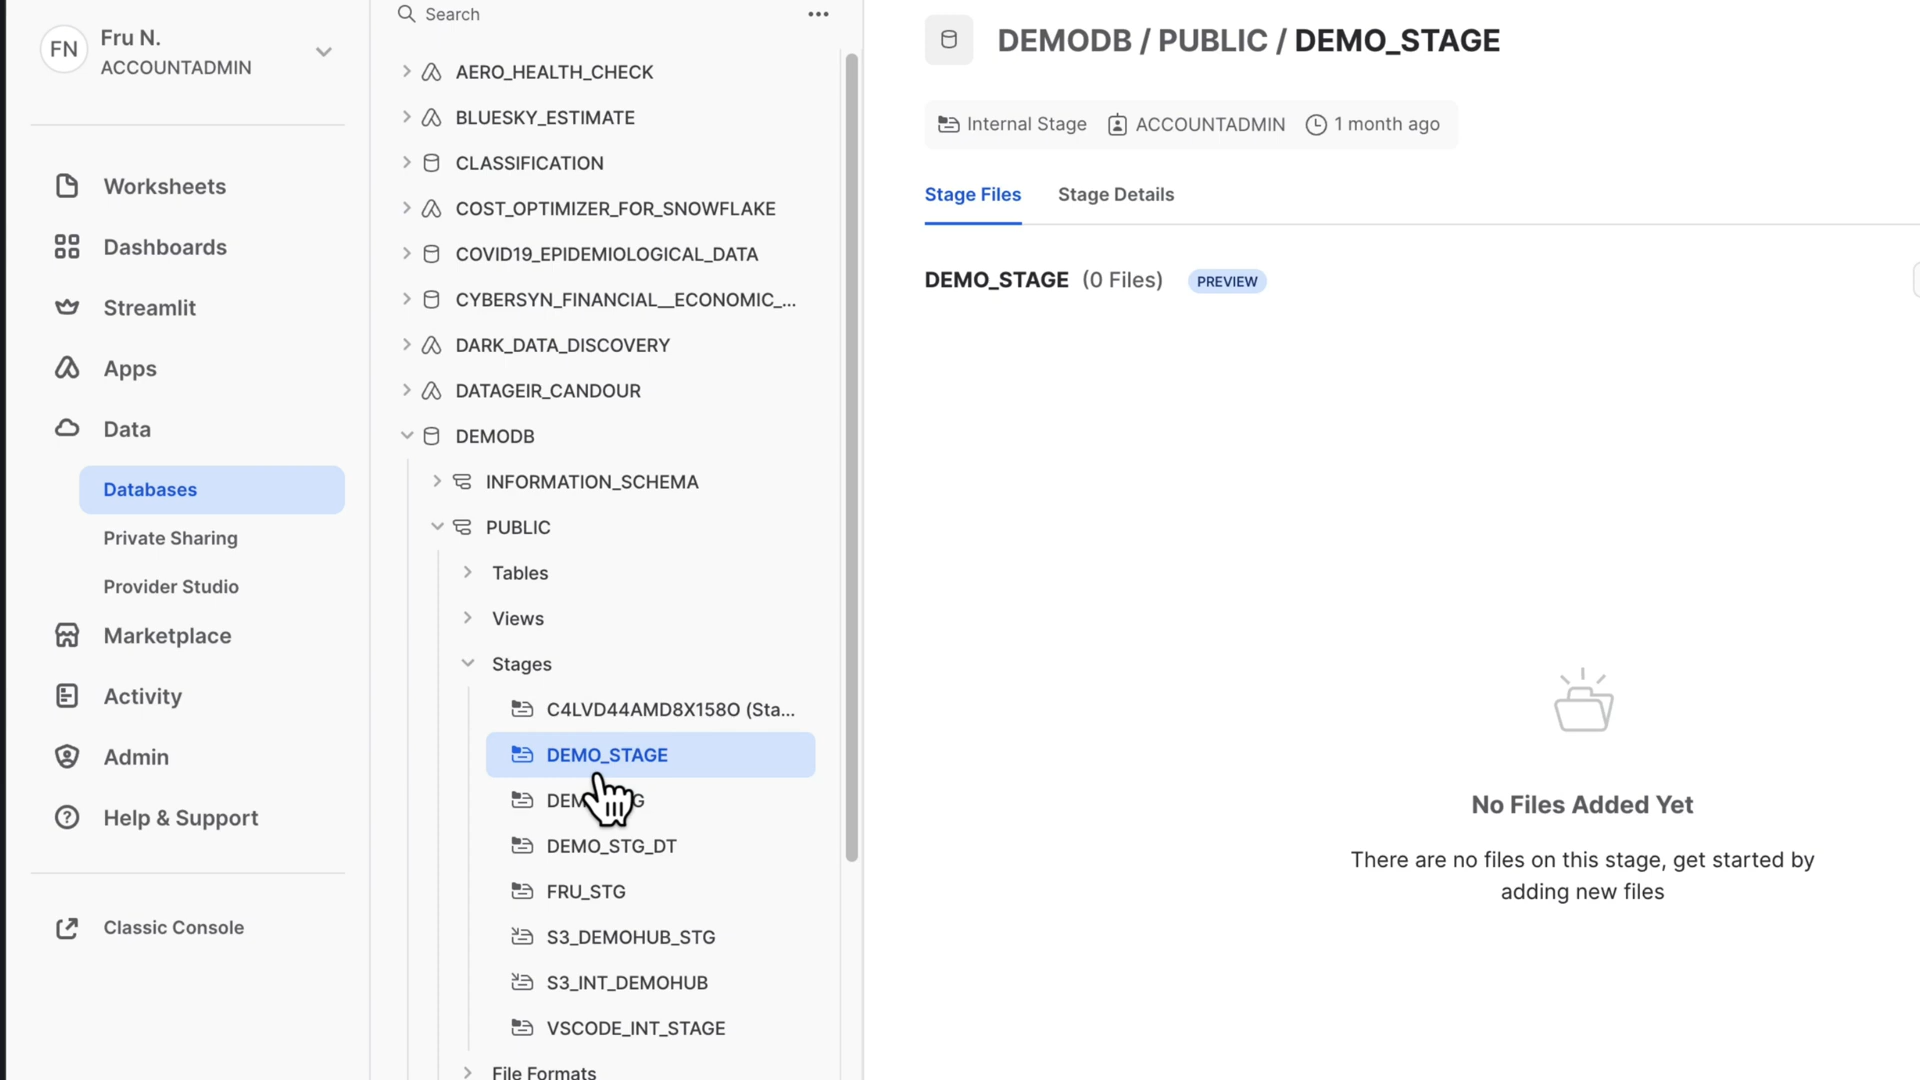 FN
Fru N.
ACCOUNTADMIN
Worksheets
Dashboards
Streamlit
Apps
Data
Databases
Private Sharing
Provider Studio
Marketplace
Activity
Admin
Help & Support
Classic Console
Search
AERO_HEALTH_CHECK
BLUESKY_ESTIMATE
CLASSIFICATION
COST_OPTIMIZER_FOR_SNOWFLAKE
COVID19_EPIDEMIOLOGICAL_DATA
CYBERSYN_FINANCIAL__ECONOMIC_...
DARK_DATA_DISCOVERY
DATAGEIR_CANDOUR
DEMODB
INFORMATION_SCHEMA
PUBLIC
Tables
Views
Stages
C4LVD44AMD8X158O (Sta...
DEMO_STAGE
DEMO_STG_DT
FRU_STG
S3_DEMOHUB_STG
S3_INT_DEMOHUB
VSCODE_INT_STAGE
File Formats
DEMODB / PUBLIC / DEMO_STAGE
Internal Stage ACCOUNTADMIN 1 month ago
Stage Files Stage Details
DEMO_STAGE (0 Files) PREVIEW
No Files Added Yet
There are no files on this stage, get started by
adding new files